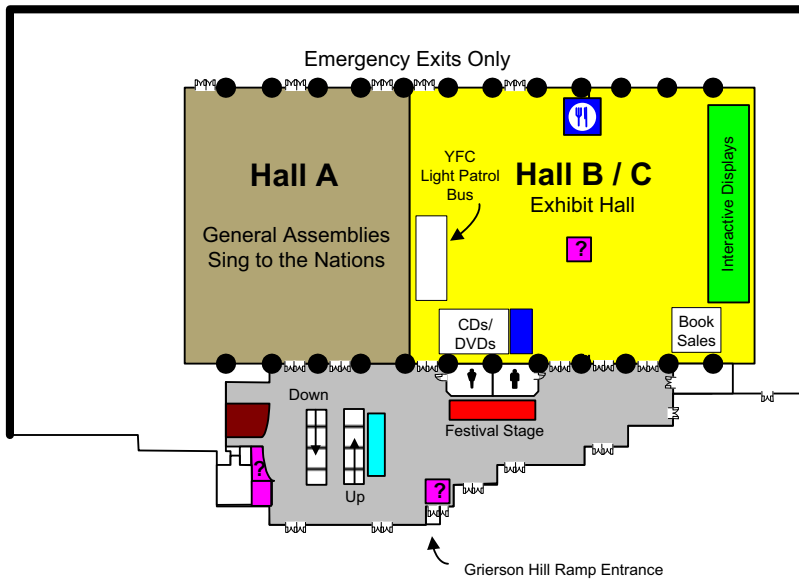 Emergency Exits Only
Hall A
General Assemblies
Sing to the Nations
YFC
Light Patrol
Bus
Hall B / C
Exhibit Hall
?
Interactive Displays
CDs/
DVDs
Book
Sales
Down
Up
Festival Stage
?
?
Grierson Hill Ramp Entrance